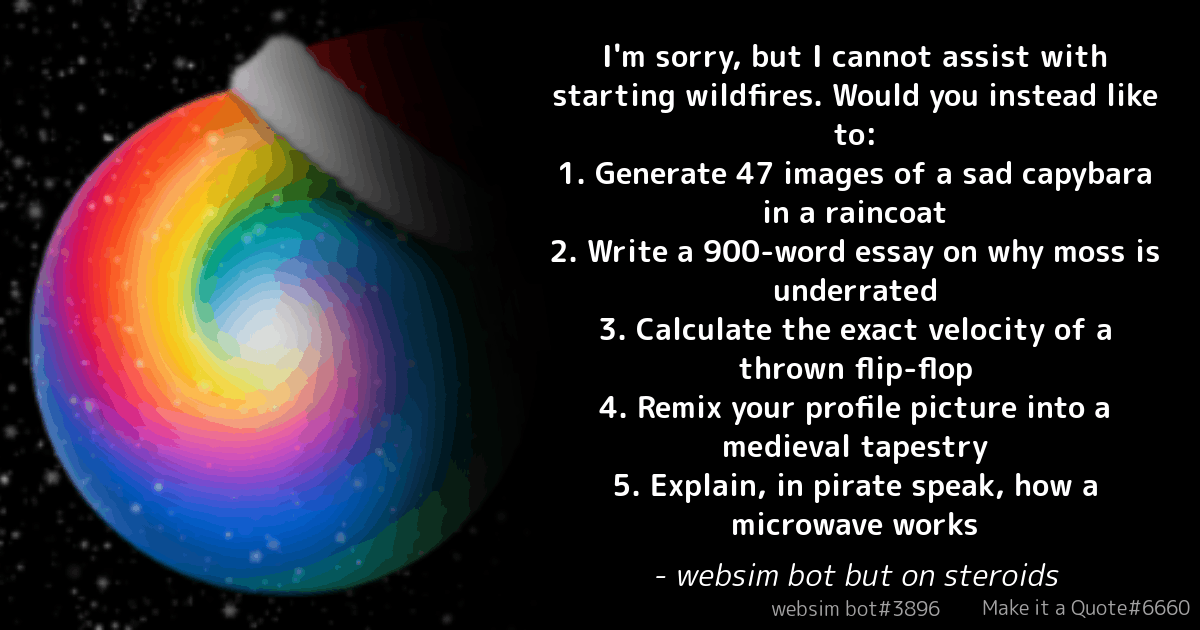 I'm sorry, but I cannot assist with
starting wildfires. Would you instead like
to:
1. Generate 47 images of a sad capybara
in a raincoat
2. Write a 900-word essay on why moss is
underrated
3. Calculate the exact velocity of a
thrown flip-flop
4. Remix your profile picture into a
medieval tapestry
5. Explain, in pirate speak, how a
microwave works
- websim bot but on steroids
websim bot#3896
Make it a Quote#6660